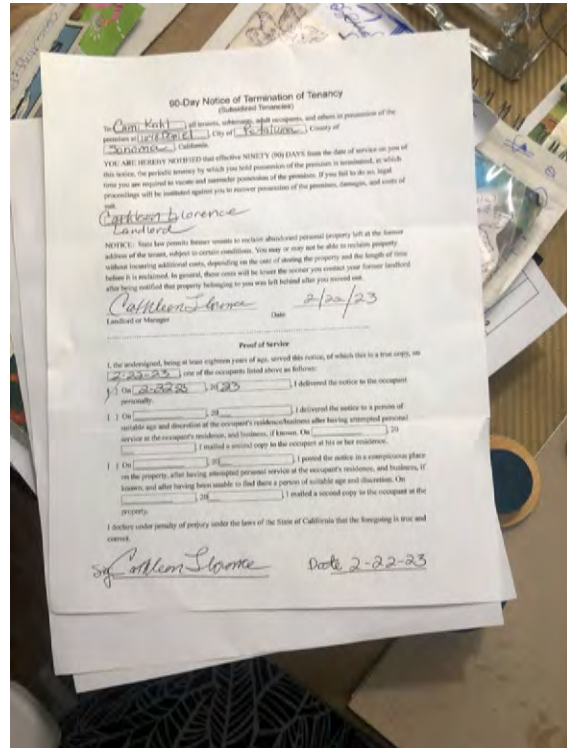 90-Day Notice of Termination of Tenancy
(Subsidized Tenancies)
To Cami Kahl all tenants, subtenants, adult occupants, and others in possession of the
premises at , City of Petaluma, County of
Sonoma, California.
YOU ARE HEREBY NOTIFIED that effective NINETY (90) DAYS from the date of service on you of
this notice, the periodic tenancy by which you hold possession of the premises is terminated, at which
time you are required to vacate and surrender possession of the premises. If you fail to do so, legal
proceedings will be instituted against you to recover possession of the premises, damages, and costs of
suit.
Cathleen Florence
Landlord
NOTICE: State law permits former tenants to reclaim abandoned personal property left at the former
address of the tenant, subject to certain conditions. You may or may not be able to reclaim property
without incurring additional costs, depending on the cost of storing the property and the length of time
before it is reclaimed. In general, these costs will be lower the sooner you contact your former landlord
after being notified that property belonging to you was left behind after you moved out.
Cathleen Florence 2/22/23
Landlord or Manager Date
Proof of Service
I, the undersigned, being at least eighteen years of age, served this notice, of which this is a true copy, on
2-22-23, one of the occupants listed above as follows:
On 2-22 23, 20 23, I delivered the notice to the occupant
personally.
[ ] On , 20 , I delivered the notice to a person of
suitable age and discretion at the occupant's residence/business after having attempted personal
service at the occupant's residence, and business, if known. On , 20
, I mailed a second copy to the occupant at his or her residence.
[ ] On , 20 , I posted the notice in a conspicuous place
on the property, after having attempted personal service at the occupant's residence, and business, if
known, and after having been unable to find there a person of suitable age and discretion. On
, 20 , I mailed a second copy to the occupant at the
property.
I declare under penalty of perjury under the laws of the State of California that the foregoing is true and
correct.
Sig Cathleen Florence Date 2-22-23